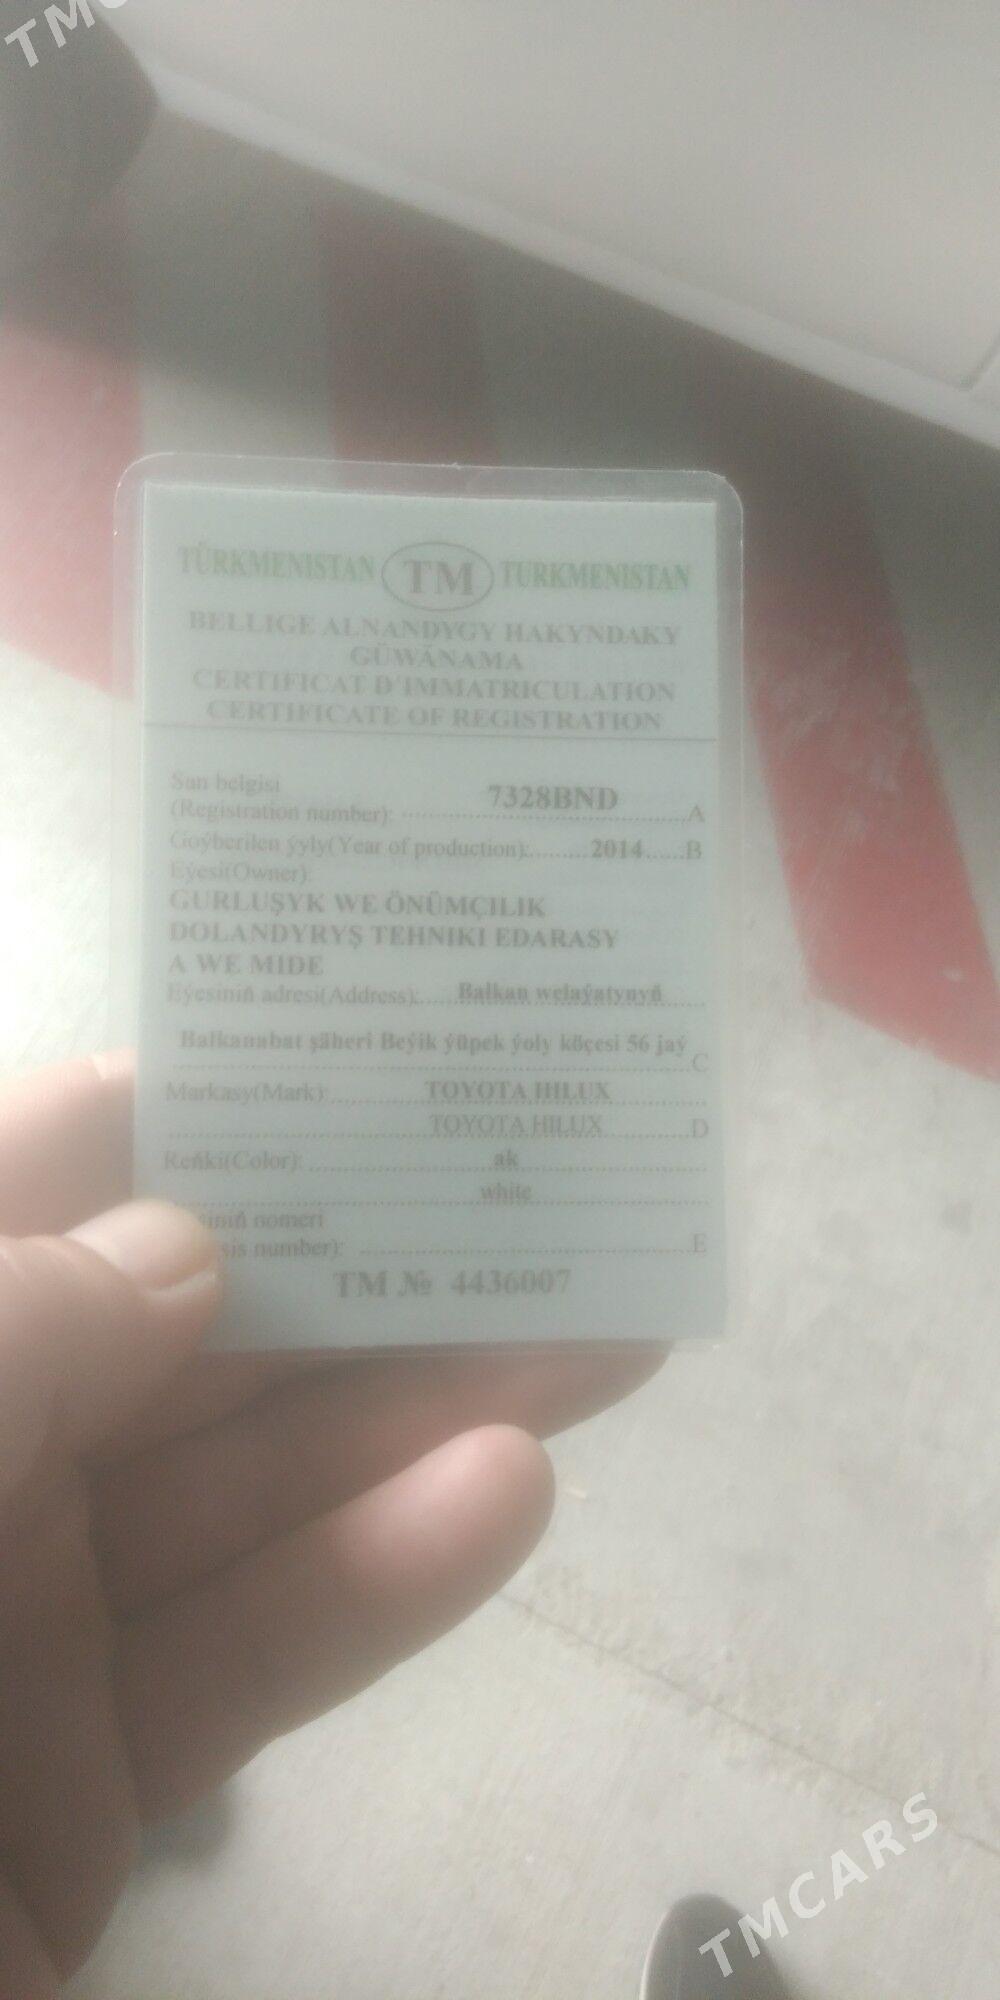 TMC
TÜRKMENISTAN TM TURKMENISTAN
BELLIGE ALNANDYGY HAKYNDAKY
GÜWÄNAMA
CERTIFICAT D'IMMATRICULATION
CERTIFICATE OF REGISTRATION
San belgisi
(Registration number): 7328BND A
Goýberilen ýyly(Year of production): 2014 B
Eýesi(Owner):
GURLUŞYK WE ÖNÜMÇILIK
DOLANDYRYŞ TEHNIKI EDARASY
A WE MIDE
Eýesiniň adresi(Address): Balkan welaýatynyň
Balkanabat şäheri Beýik ýüpek ýoly köçesi 56 jaý
C
Markasy(Mark): TOYOTA HILUX
TOYOTA HILUX D
Reňki(Color): ak
white
siniň nomeri
sis number): E
TM № 4436007
TMCARS